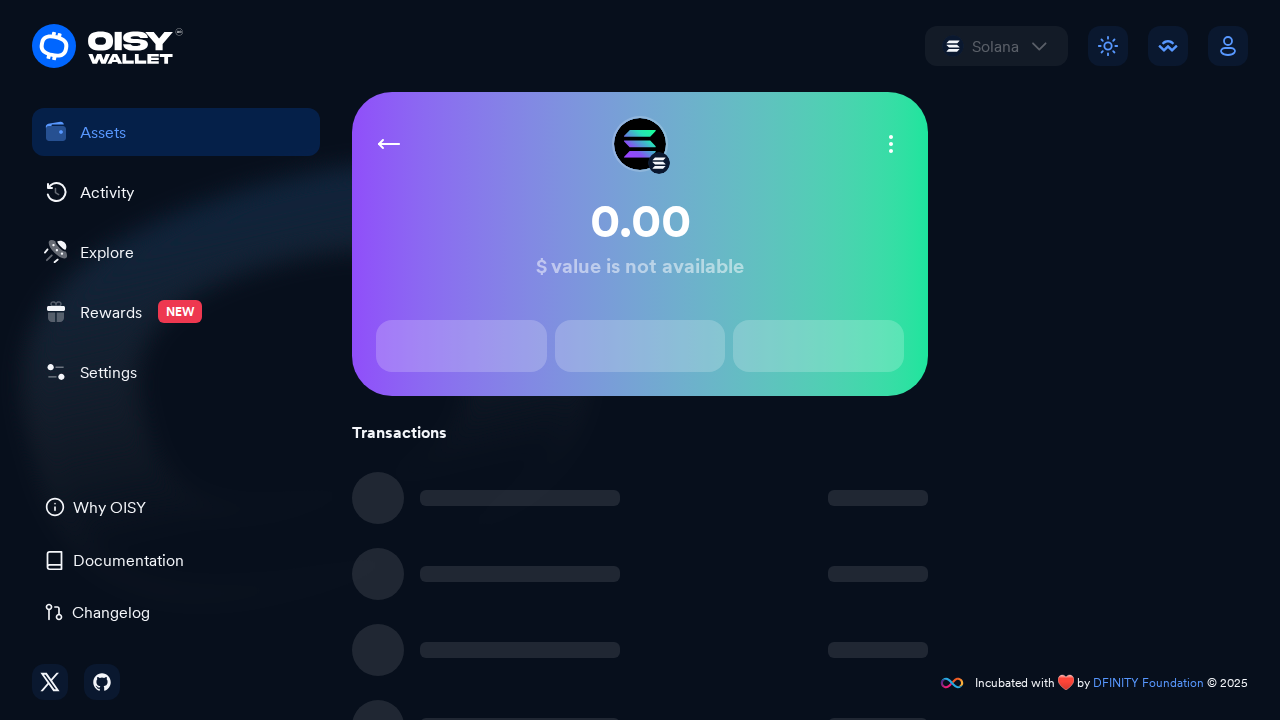 OISY
WALLET
Solana
Assets
Activity
Explore
Rewards NEW
Settings
0.00
$ value is not available
Transactions
Why OISY
Documentation
Changelog
Incubated with ❤️ by DFINITY Foundation © 2025